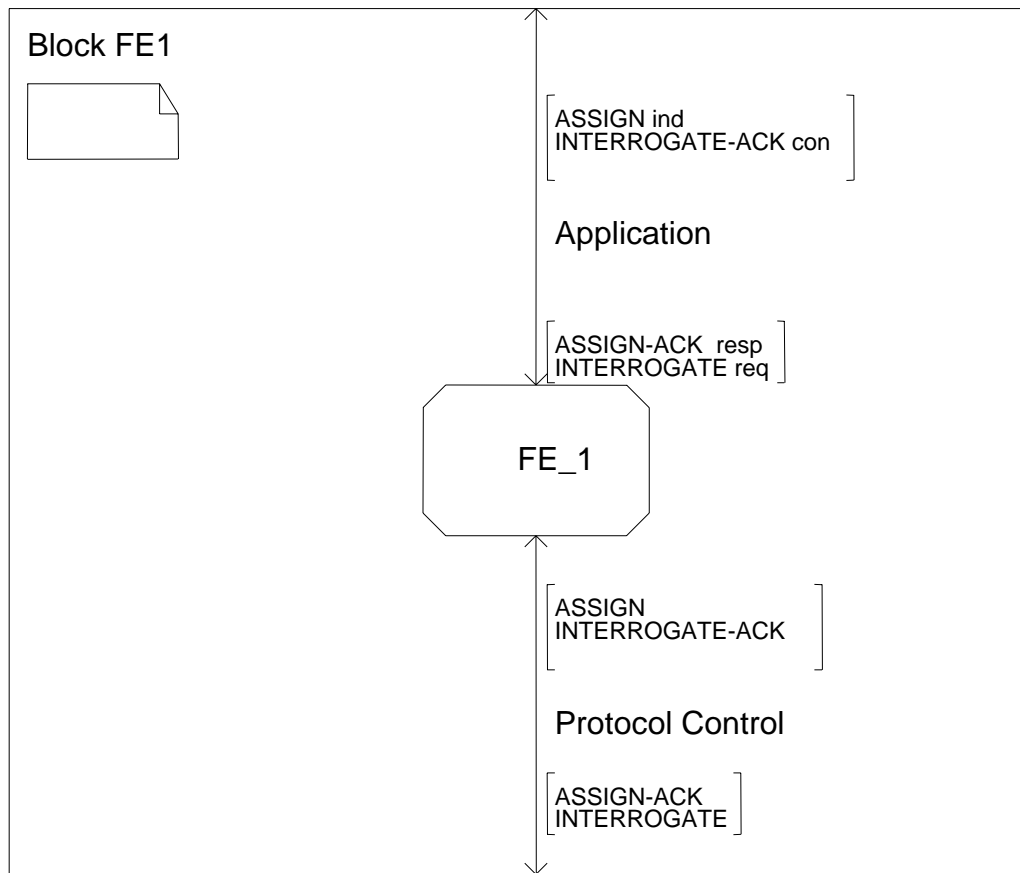 Block FE1
ASSIGN ind
INTERROGATE-ACK con
Application
ASSIGN-ACK  resp
INTERROGATE req
FE_1
ASSIGN
INTERROGATE-ACK
Protocol Control
ASSIGN-ACK
INTERROGATE